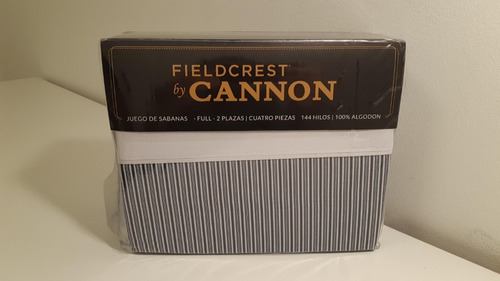 FIELDCREST
by CANNON
JUEGO DE SABANAS · FULL - 2 PLAZAS | CUATRO PIEZAS 144 HILOS | 100% ALGODON